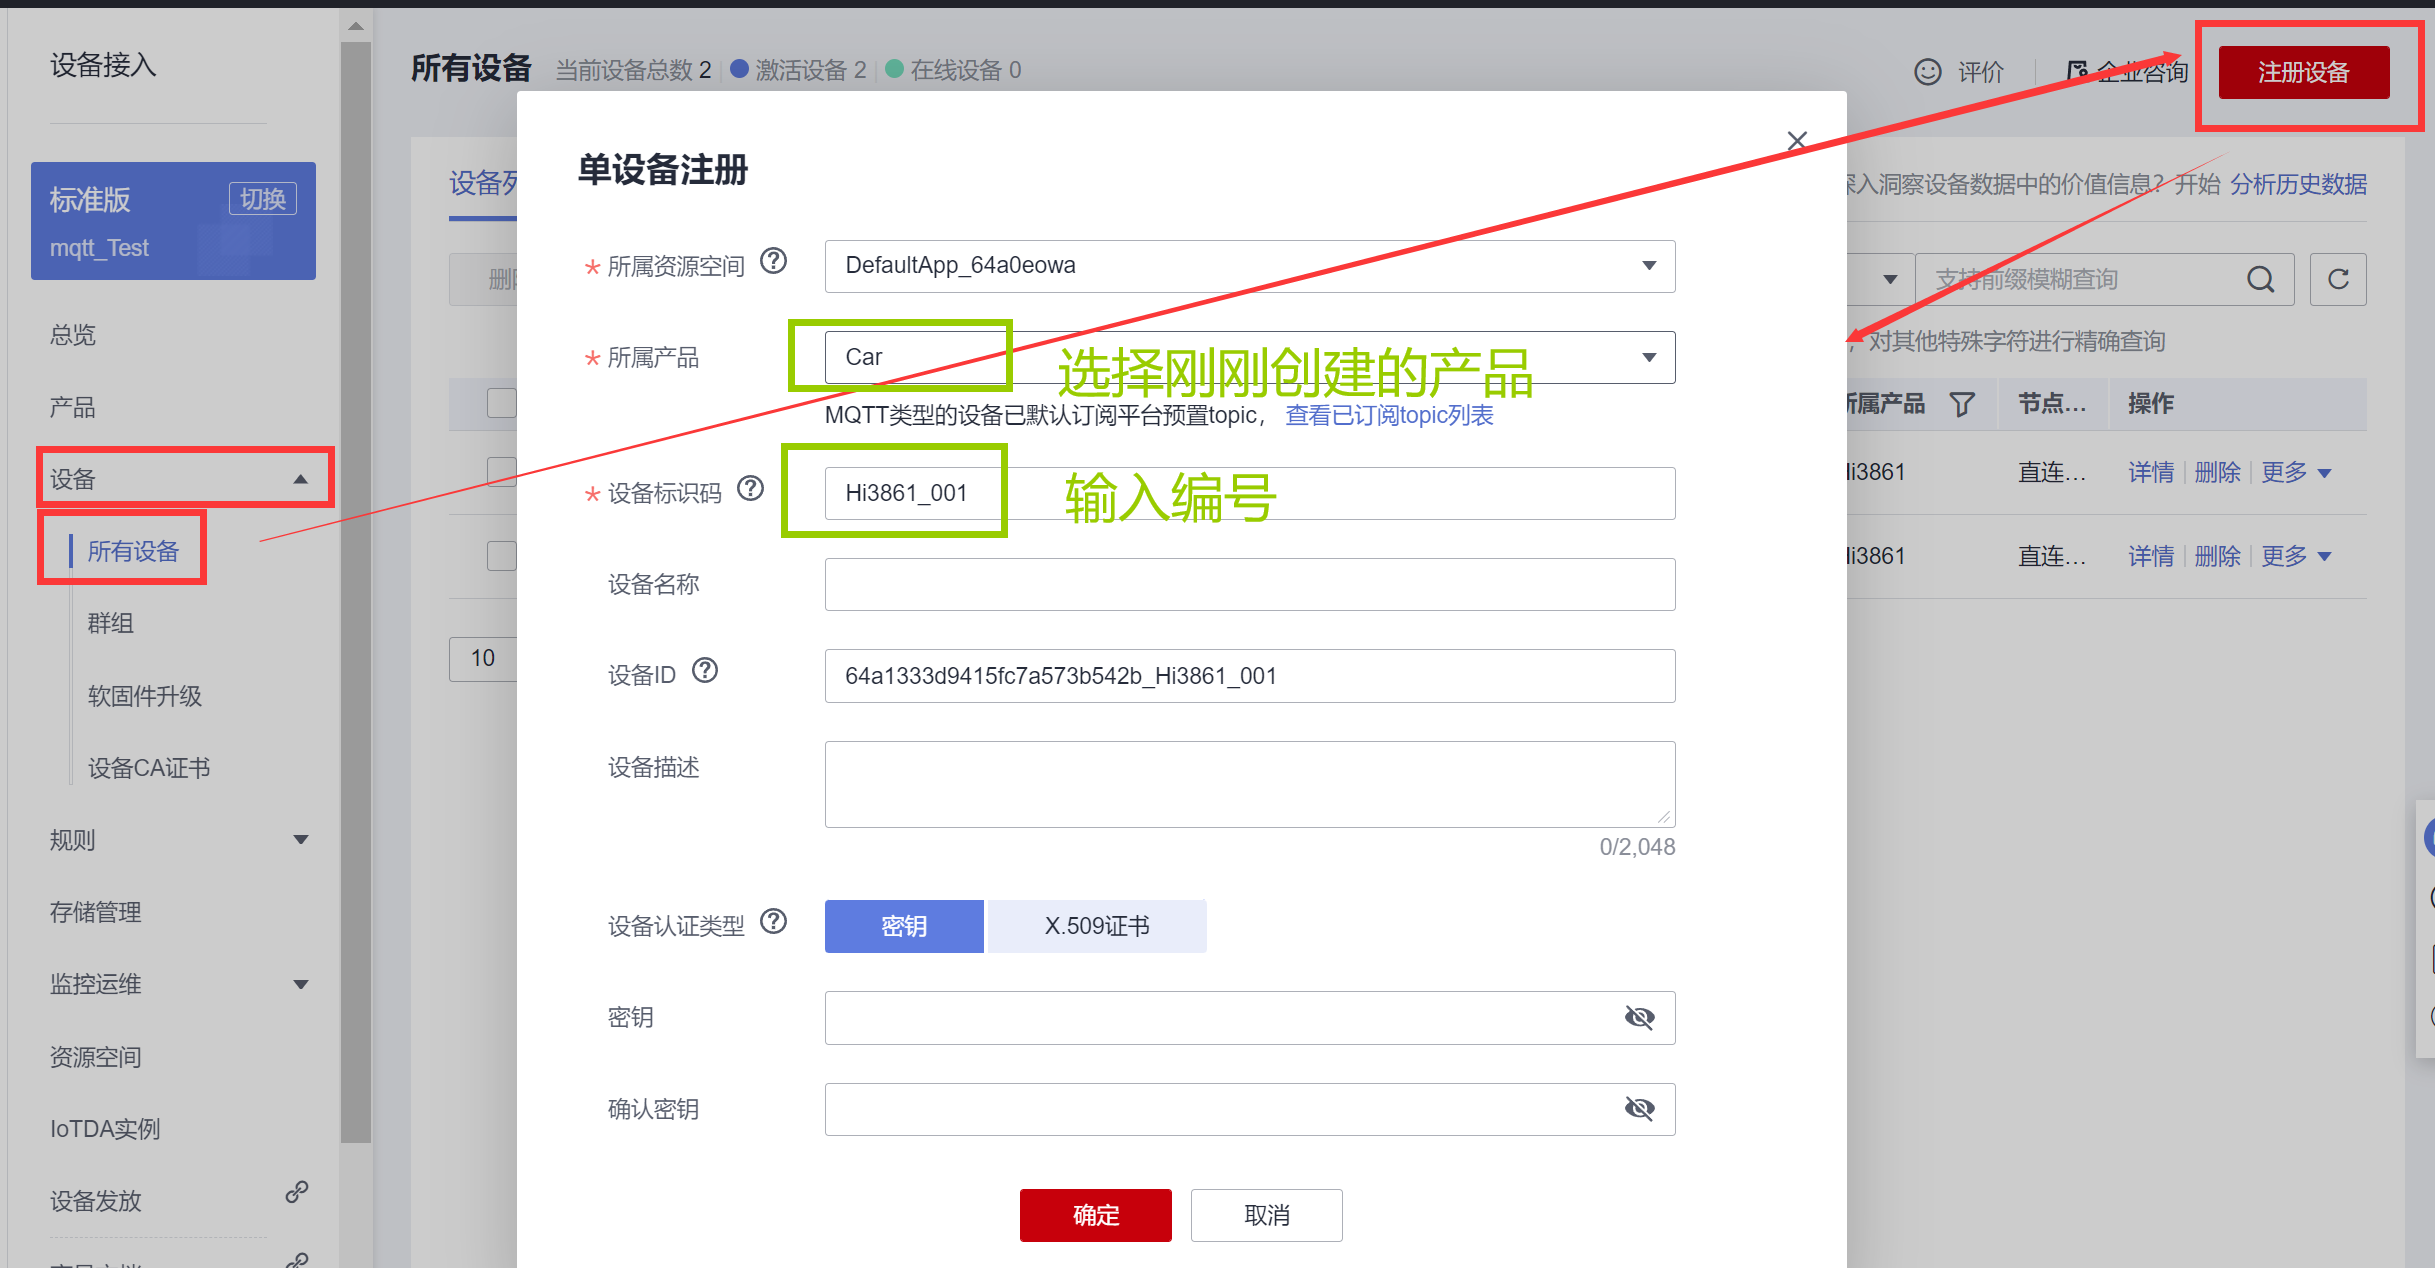 设备接入
标准版
切换
mqtt_Test
总览
产品
设备
所有设备
群组
软固件升级
设备CA证书
规则
存储管理
监控运维
资源空间
IoTDA实例
设备发放
所有设备 当前设备总数 2 激活设备 2 在线设备 0
评价 企业咨询 注册设备
设备列
深入洞察设备数据中的价值信息？开始 分析历史数据
支持前缀模糊查询
，对其他特殊字符进行精确查询
所属产品 节点... 操作
Hi3861 直连... 详情 删除 更多
Hi3861 直连... 详情 删除 更多
10
单设备注册
* 所属资源空间 DefaultApp_64a0eowa
* 所属产品 Car
选择刚刚创建的产品
MQTT类型的设备已默认订阅平台预置topic， 查看已订阅topic列表
* 设备标识码 Hi3861_001
输入编号
设备名称
设备ID 64a1333d9415fc7a573b542b_Hi3861_001
设备描述
0/2,048
设备认证类型 密钥 X.509证书
密钥
确认密钥
确定 取消